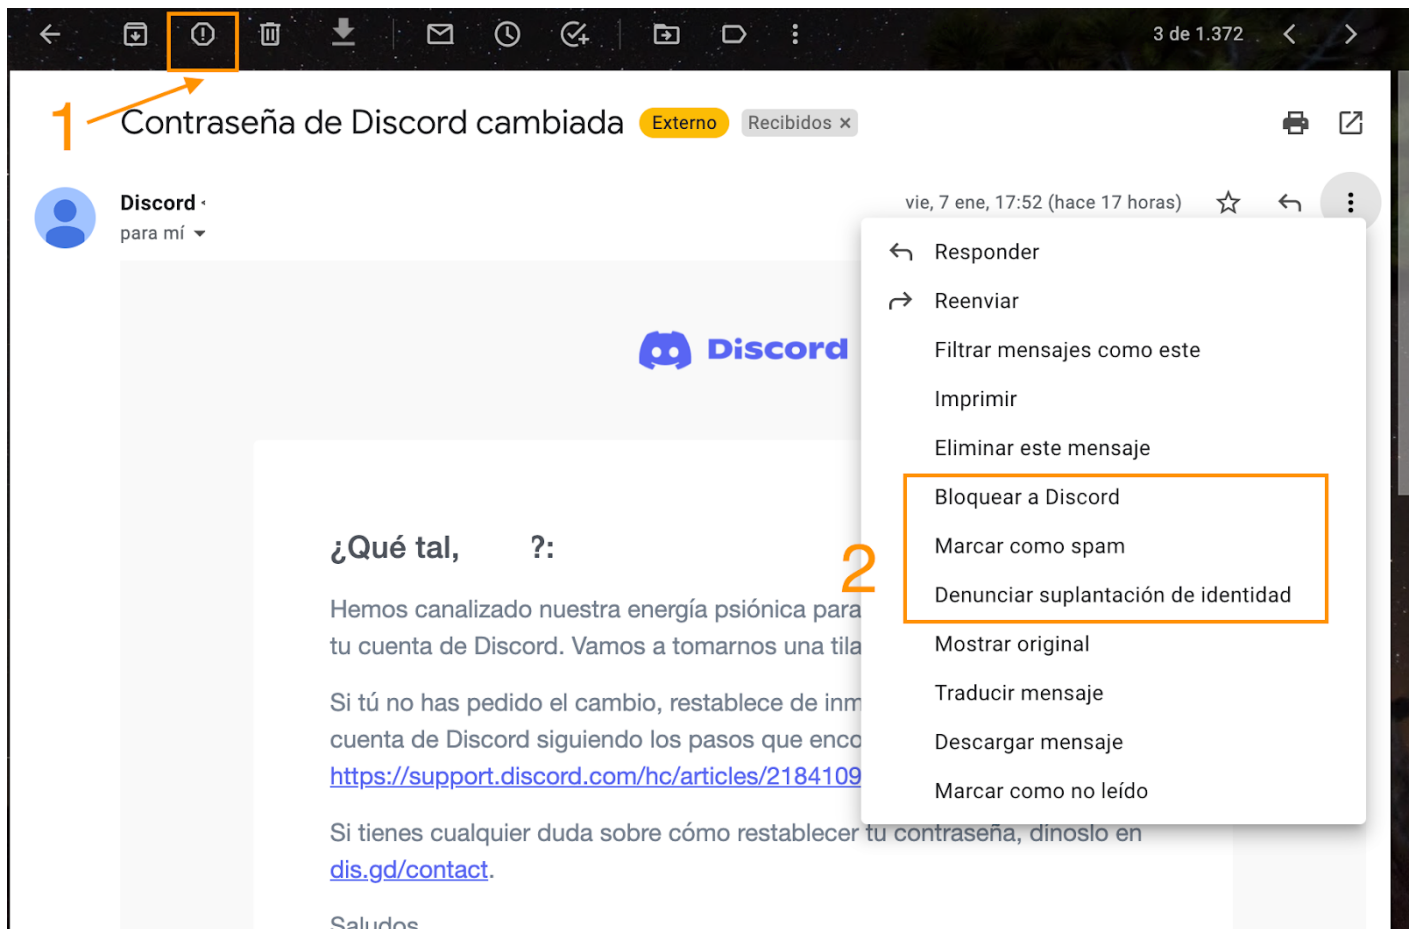 3 de 1.372
1
Contraseña de Discord cambiada Externo Recibidos ×
Discord
vie, 7 ene, 17:52 (hace 17 horas)
para mí
Responder
Reenviar
Filtrar mensajes como este
Imprimir
Eliminar este mensaje
Bloquear a Discord
Marcar como spam
Denunciar suplantación de identidad
Mostrar original
Traducir mensaje
Descargar mensaje
Marcar como no leído
2
Discord
¿Qué tal, ?:
Hemos canalizado nuestra energía psiónica para
tu cuenta de Discord. Vamos a tomarnos una tila
Si tú no has pedido el cambio, restablece de inm
cuenta de Discord siguiendo los pasos que enco
https://support.discord.com/hc/articles/2184109
Si tienes cualquier duda sobre cómo restablecer tu contraseña, dínoslo en
dis.gd/contact.
Saludos